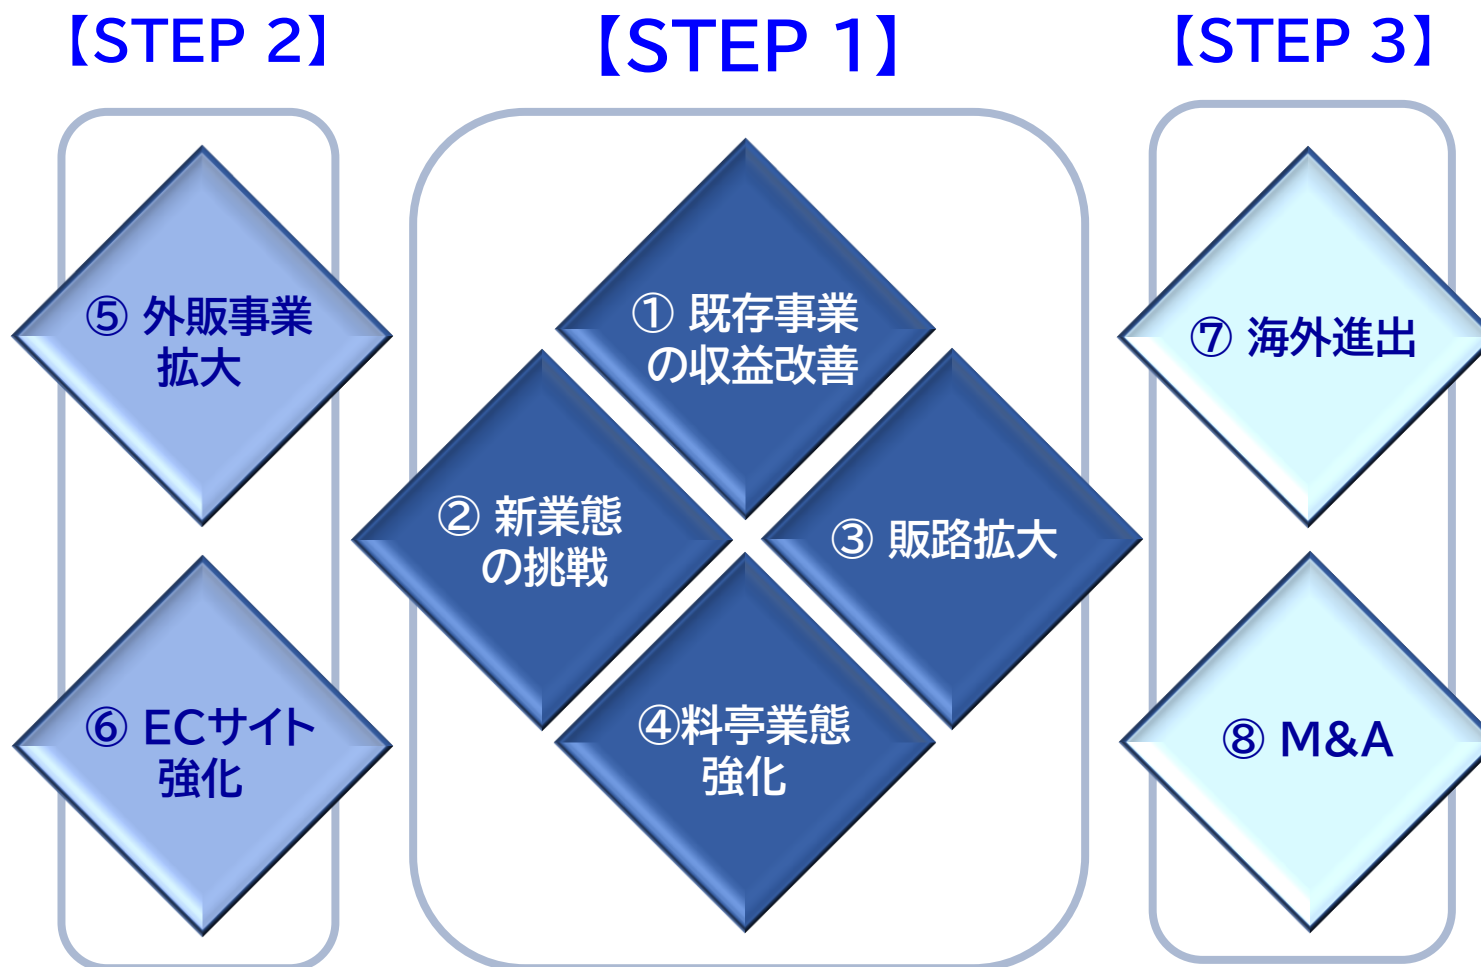 【STEP 2】
⑤ 外販事業
拡大
⑥ ECサイト
強化
【STEP 1】
① 既存事業
の収益改善
② 新業態
の挑戦
③ 販路拡大
④料亭業態
強化
【STEP 3】
⑦ 海外進出
⑧ M&A